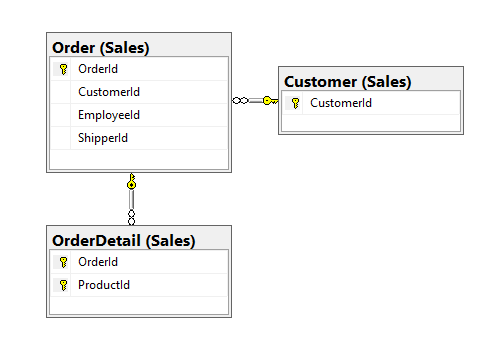 Order (Sales)
OrderId
CustomerId
EmployeeId
ShipperId
Customer (Sales)
CustomerId
OrderDetail (Sales)
OrderId
ProductId